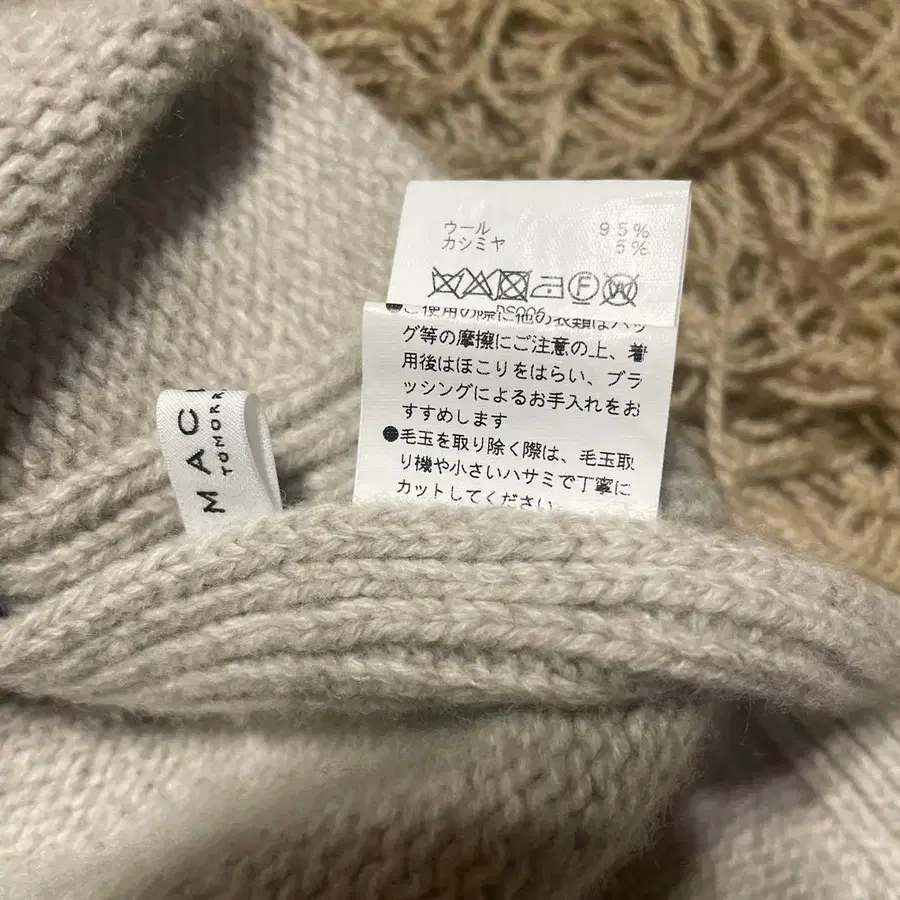 ウール 95%
カシミヤ 5%
●ご使用の際に他の衣類はバッ
グ等の摩擦にご注意の上、着
用後はほこりをはらい、ブラ
ッシングによるお手入れをお
すすめします
●毛玉を取り除く際は、毛玉取
り機や小さいハサミで丁寧に
カットしてください
MAC
TOMORR